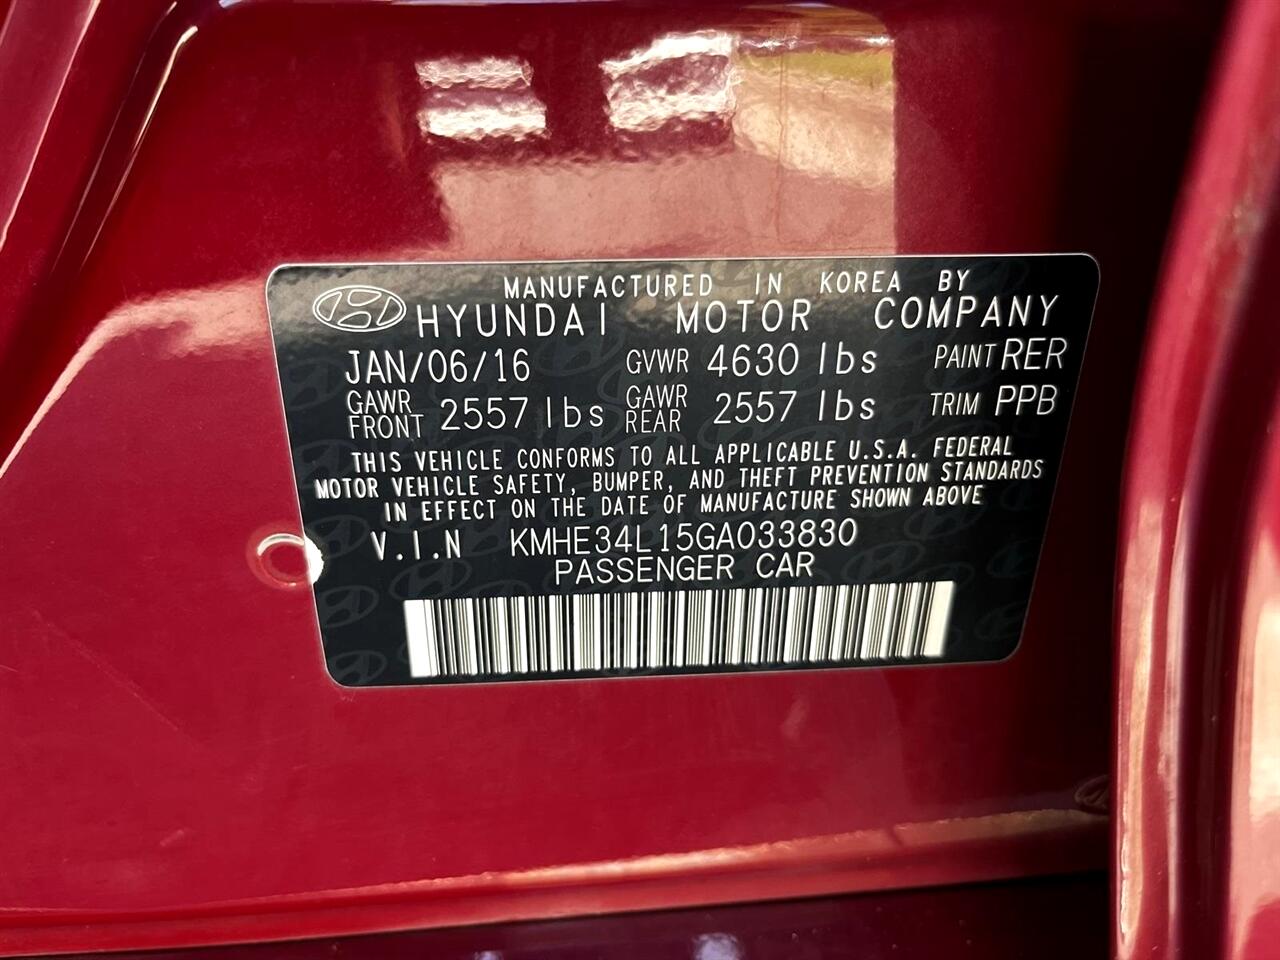 MANUFACTURED IN KOREA BY
HYUNDAI MOTOR COMPANY
JAN/06/16 GVWR 4630 lbs PAINT RER
GAWR FRONT 2557 lbs GAWR REAR 2557 lbs TRIM PPB
THIS VEHICLE CONFORMS TO ALL APPLICABLE U.S.A. FEDERAL
MOTOR VEHICLE SAFETY, BUMPER, AND THEFT PREVENTION STANDARDS
IN EFFECT ON THE DATE OF MANUFACTURE SHOWN ABOVE
V.I.N KMHE34L15GA033830
PASSENGER CAR